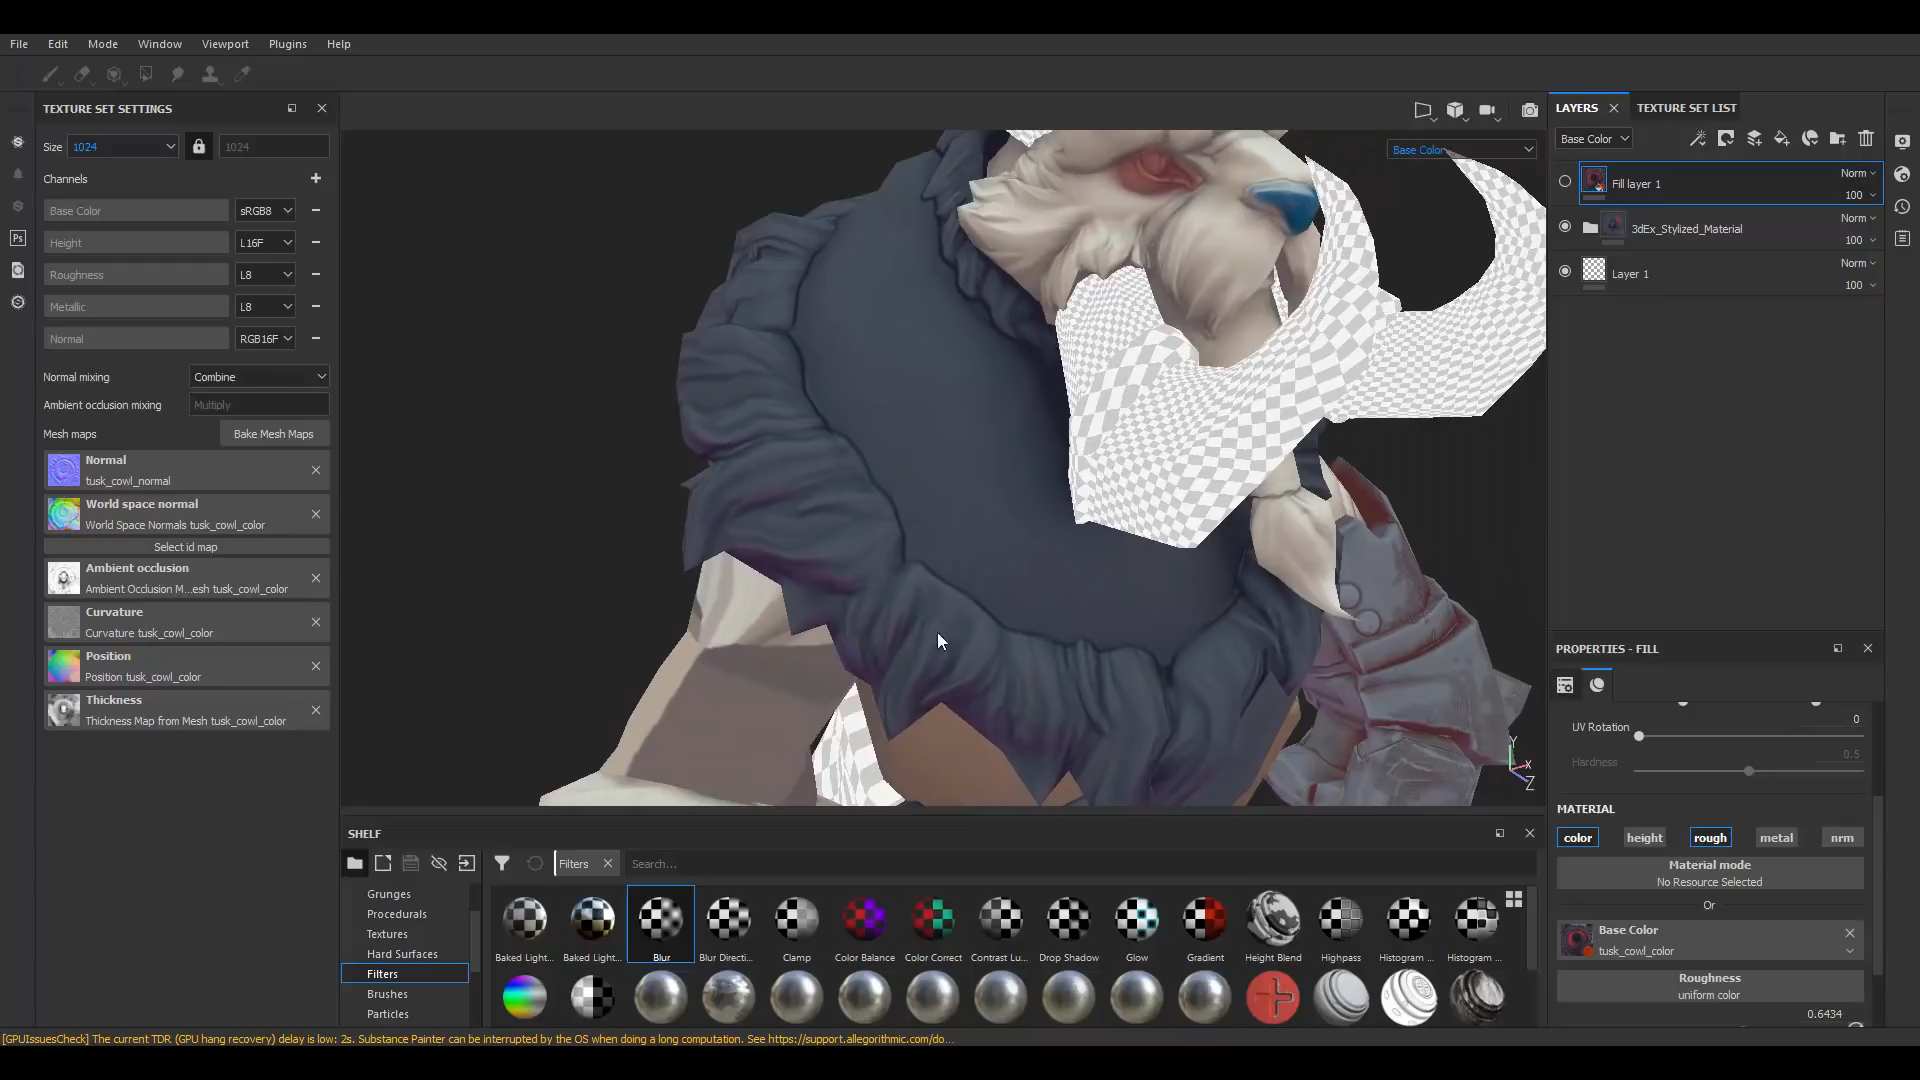 File Edit Mode Window Viewport Plugins Help
TEXTURE SET SETTINGS
Size 1024 1024
Channels
Base Color sRGB8
Height L16F
Roughness L8
Metallic L8
Normal RGB16F
Normal mixing Combine
Ambient occlusion mixing Multiply
Mesh maps Bake Mesh Maps
Normal
tusk_cowl_normal
World space normal
World Space Normals tusk_cowl_color
Select id map
Ambient occlusion
Ambient Occlusion M...esh tusk_cowl_color
Curvature
Curvature tusk_cowl_color
Position
Position tusk_cowl_color
Thickness
Thickness Map from Mesh tusk_cowl_color
Ps
Base Color
Y
X
Z
SHELF
Filters
Search...
Grunges
Procedurals
Textures
Hard Surfaces
Filters
Brushes
Particles
Baked Light... Baked Light... Blur Blur Directi... Clamp Color Balance Color Correct Contrast Lu... Drop Shadow Glow Gradient Height Blend Highpass Histogram ... Histogram ...
LAYERS TEXTURE SET LIST
Base Color
Fill layer 1 Norm
100
3dEx_Stylized_Material Norm
100
Layer 1 Norm
100
PROPERTIES - FILL
UV Rotation 0
Hardness 0.5
MATERIAL
color height rough metal nrm
Material mode
No Resource Selected
Or
Base Color
tusk_cowl_color
Roughness
uniform color
0.6434
[GPUIssuesCheck] The current TDR (GPU hang recovery) delay is low: 2s. Substance Painter can be interrupted by the OS when doing a long computation. See https://support.allegorithmic.com/do...